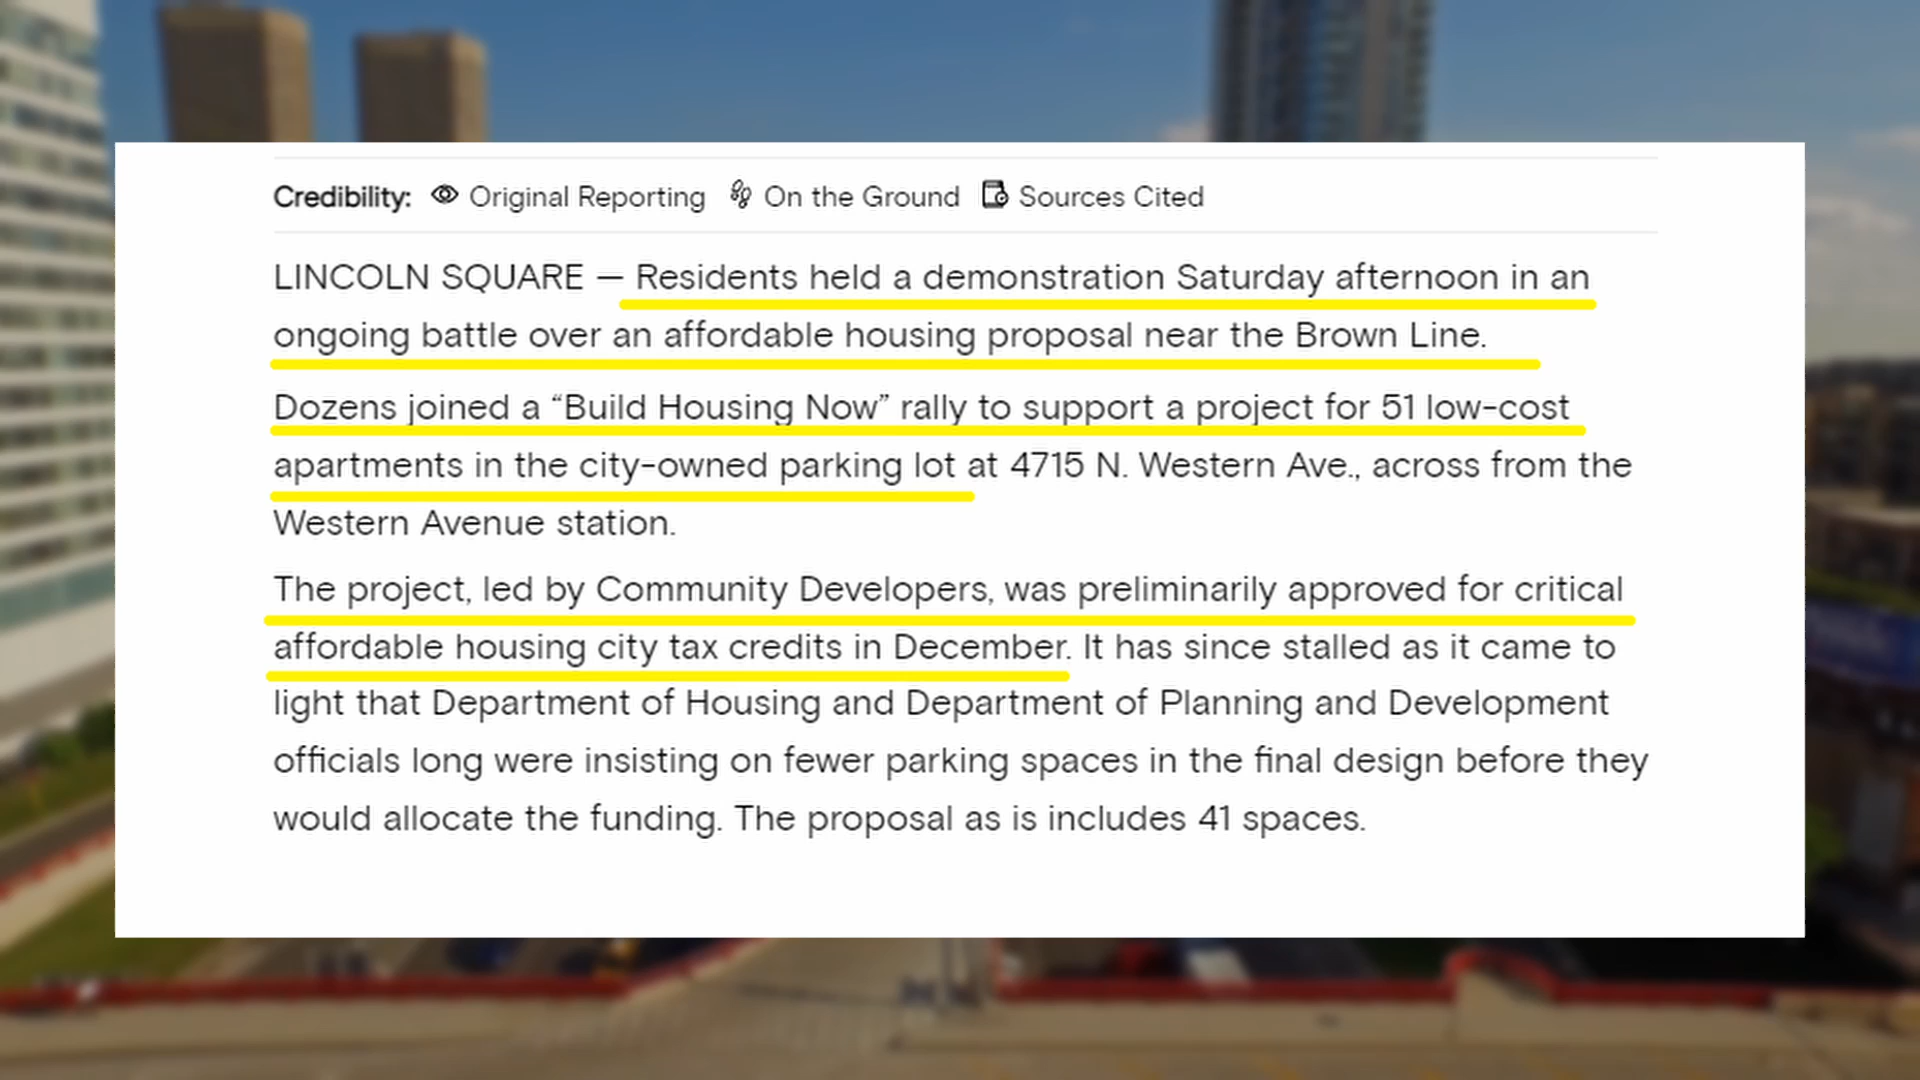 Credibility: Original Reporting On the Ground Sources Cited
LINCOLN SQUARE — Residents held a demonstration Saturday afternoon in an
ongoing battle over an affordable housing proposal near the Brown Line.
Dozens joined a “Build Housing Now” rally to support a project for 51 low-cost
apartments in the city-owned parking lot at 4715 N. Western Ave., across from the
Western Avenue station.
The project, led by Community Developers, was preliminarily approved for critical
affordable housing city tax credits in December. It has since stalled as it came to
light that Department of Housing and Department of Planning and Development
officials long were insisting on fewer parking spaces in the final design before they
would allocate the funding. The proposal as is includes 41 spaces.